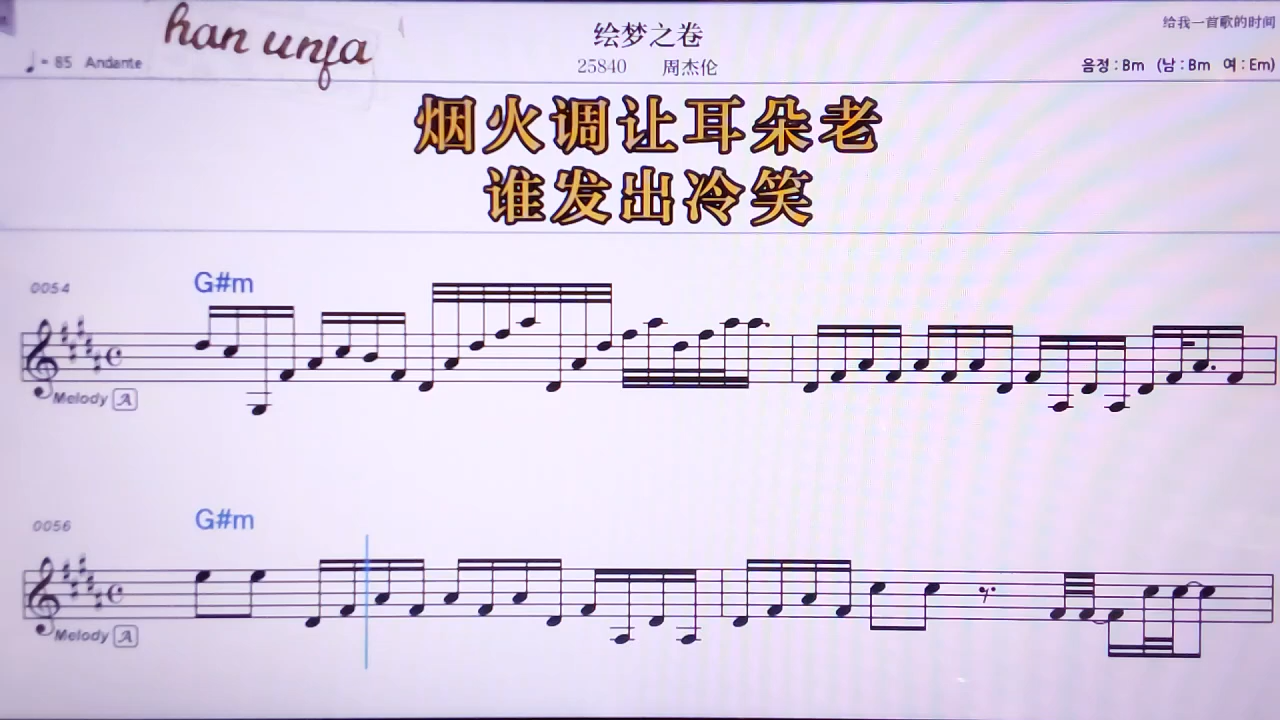 han unfa
绘梦之卷
给我一首歌的时间
♩= 85 Andante
25840 周杰伦
음정 : Bm (남 : Bm 여 : Em)
烟火调让耳朵老
谁发出冷笑
0054
G#m
Melody A
0056
G#m
Melody A